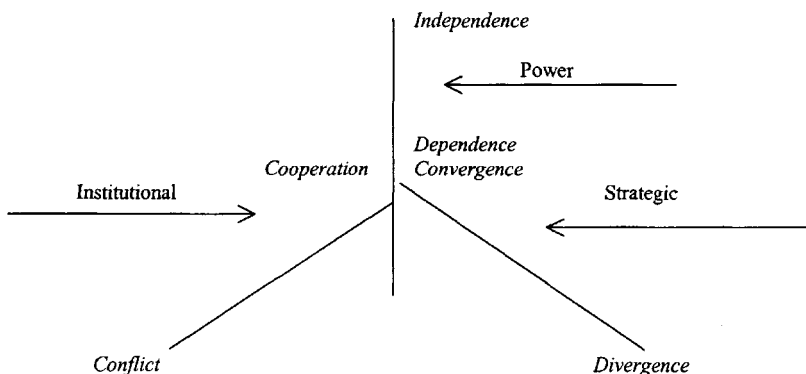 Independence
Power
Dependence
Cooperation Convergence
Institutional Strategic
Conflict Divergence